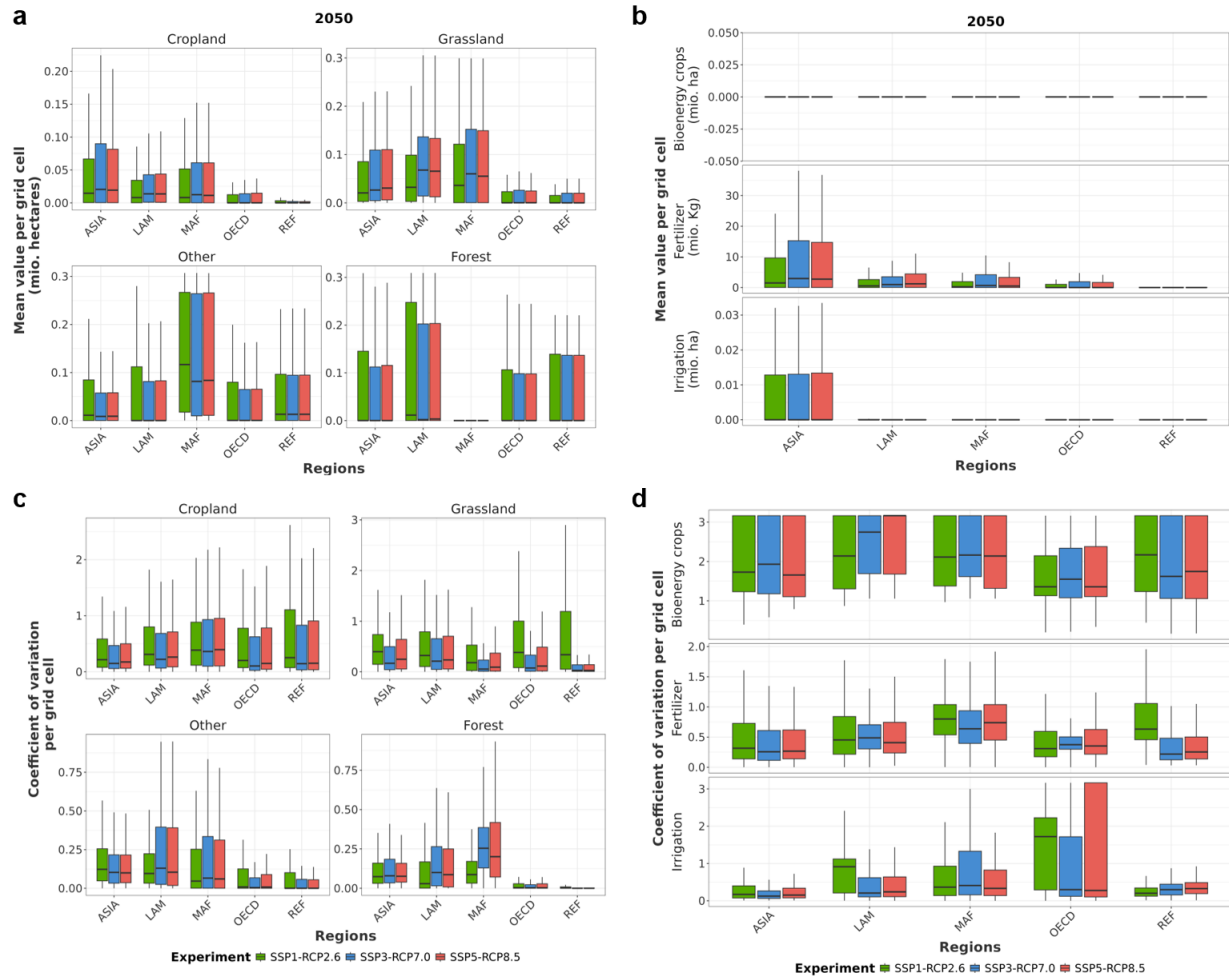 a
2050
Cropland
Grassland
Mean value per grid cell
(mio. hectares)
0.20
0.15
0.10
0.05
0.00
0.3
0.2
0.1
0.0
ASIA
LAM
MAF
OECD
REF
ASIA
LAM
MAF
OECD
REF
Other
Forest
0.3
0.2
0.1
0.0
0.3
0.2
0.1
0.0
ASIA
LAM
MAF
OECD
REF
ASIA
LAM
MAF
OECD
REF
Regions
b
2050
Mean value per grid cell
Bioenergy crops
(mio. ha)
0.050
0.025
0.000
-0.025
-0.050
Fertilizer
(mio. Kg)
30
20
10
0
Irrigation
(mio. ha)
0.03
0.02
0.01
0.00
ASIA
LAM
MAF
OECD
REF
Regions
c
Cropland
Grassland
Coefficient of variation
per grid cell
2
1
0
3
2
1
0
ASIA
LAM
MAF
OECD
REF
ASIA
LAM
MAF
OECD
REF
Other
Forest
0.75
0.50
0.25
0.00
0.75
0.50
0.25
0.00
ASIA
LAM
MAF
OECD
REF
ASIA
LAM
MAF
OECD
REF
Regions
Experiment SSP1-RCP2.6 SSP3-RCP7.0 SSP5-RCP8.5
d
Coefficient of variation per grid cell
Bioenergy crops
3
2
1
Fertilizer
2.0
1.5
1.0
0.5
0.0
Irrigation
3
2
1
0
ASIA
LAM
MAF
OECD
REF
Regions
Experiment SSP1-RCP2.6 SSP3-RCP7.0 SSP5-RCP8.5